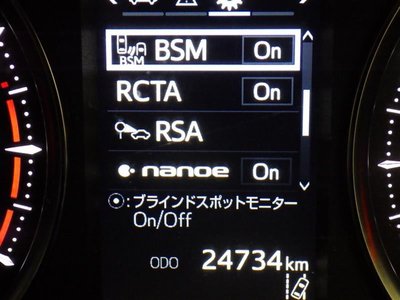 BSM BSM On
RCTA On
RSA
nanoe On
⦿:ブラインドスポットモニター
On/Off
ODO 24734 km